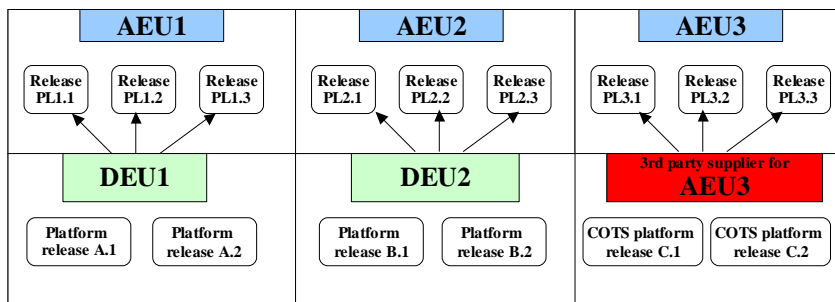 AEU1
AEU2
AEU3
Release
PL1.1
Release
PL1.2
Release
PL1.3
Release
PL2.1
Release
PL2.2
Release
PL2.3
Release
PL3.1
Release
PL3.2
Release
PL3.3
DEU1
DEU2
3rd party supplier for
AEU3
Platform
release A.1
Platform
release A.2
Platform
release B.1
Platform
release B.2
COTS platform
release C.1
COTS platform
release C.2